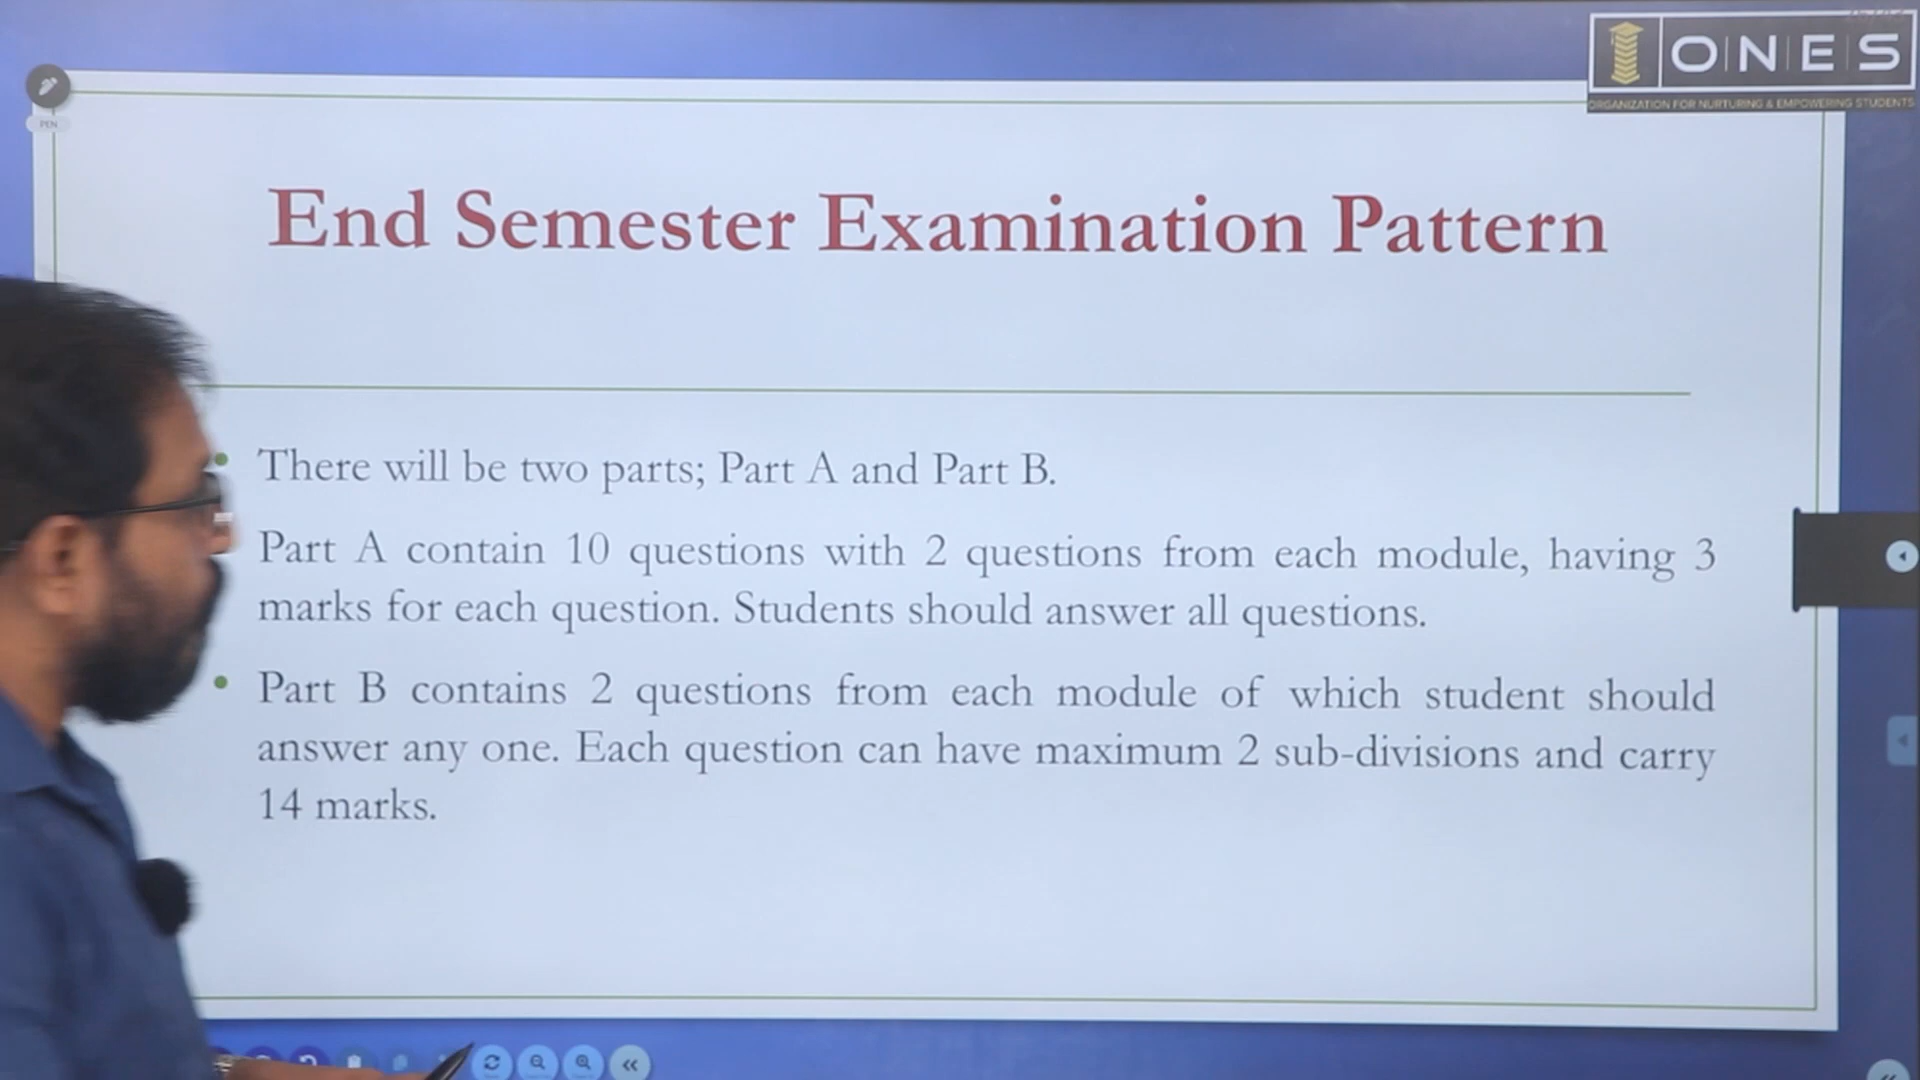 ONES
ORGANIZATION FOR NURTURING & EMPOWERING STUDENTS
PEN
End Semester Examination Pattern
• There will be two parts; Part A and Part B.
Part A contain 10 questions with 2 questions from each module, having 3
marks for each question. Students should answer all questions.
• Part B contains 2 questions from each module of which student should
answer any one. Each question can have maximum 2 sub-divisions and carry
14 marks.